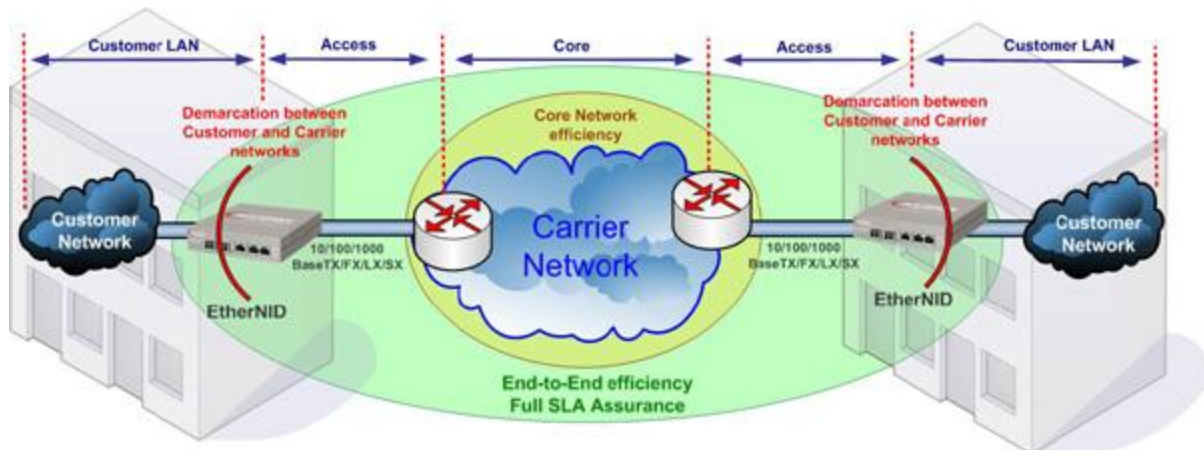 Customer LAN
Access
Core
Access
Customer LAN
Demarcation between
Customer and Carrier
networks
Core Network
efficiency
Demarcation between
Customer and Carrier
networks
Customer
Network
10/100/1000
BaseTX/FX/LX/SX
EtherNID
Carrier
Network
10/100/1000
BaseTX/FX/LX/SX
EtherNID
Customer
Network
End-to-End efficiency
Full SLA Assurance